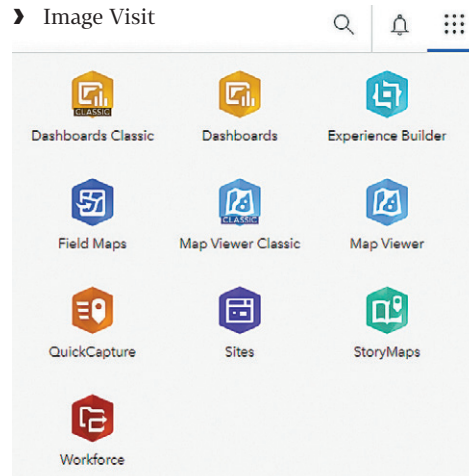 ❯ Image Visit
CLASSIC
Dashboards Classic Dashboards Experience Builder
CLASSIC
Field Maps Map Viewer Classic Map Viewer
QuickCapture Sites StoryMaps
Workforce